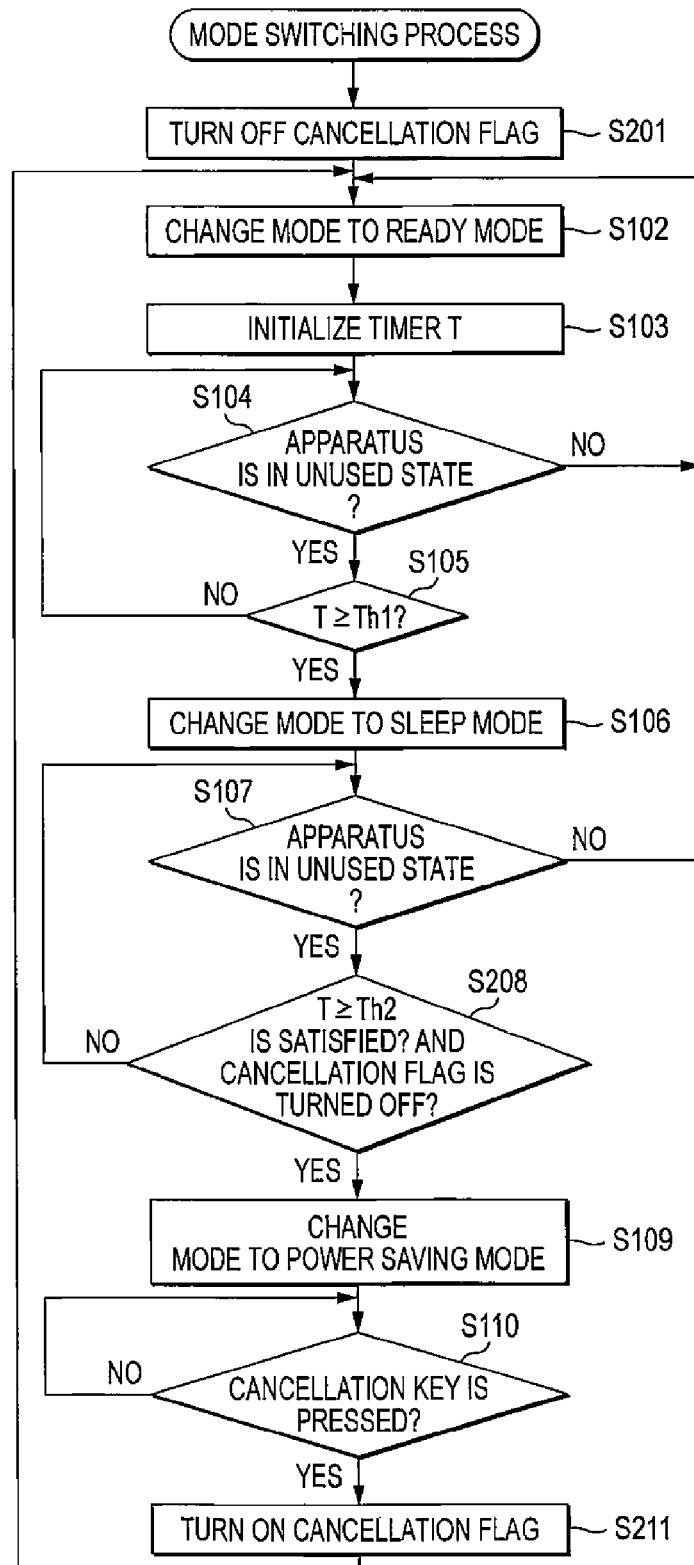 MODE SWITCHING PROCESS
TURN OFF CANCELLATION FLAG
S201
CHANGE MODE TO READY MODE
S102
INITIALIZE TIMER T
S103
S104
APPARATUS
IS IN UNUSED STATE
?
NO
YES
S105
NO
T ≥ Th1?
YES
CHANGE MODE TO SLEEP MODE
S106
S107
APPARATUS
IS IN UNUSED STATE
?
NO
YES
S208
T ≥ Th2
IS SATISFIED? AND
CANCELLATION FLAG IS
TURNED OFF?
NO
YES
CHANGE
MODE TO POWER SAVING MODE
S109
S110
NO
CANCELLATION KEY IS
PRESSED?
YES
TURN ON CANCELLATION FLAG
S211